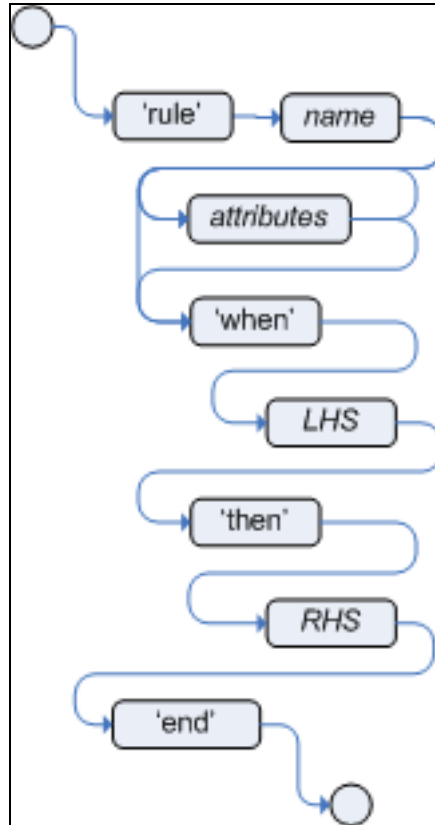 ‘rule’ name
attributes
‘when’
LHS
‘then’
RHS
‘end’